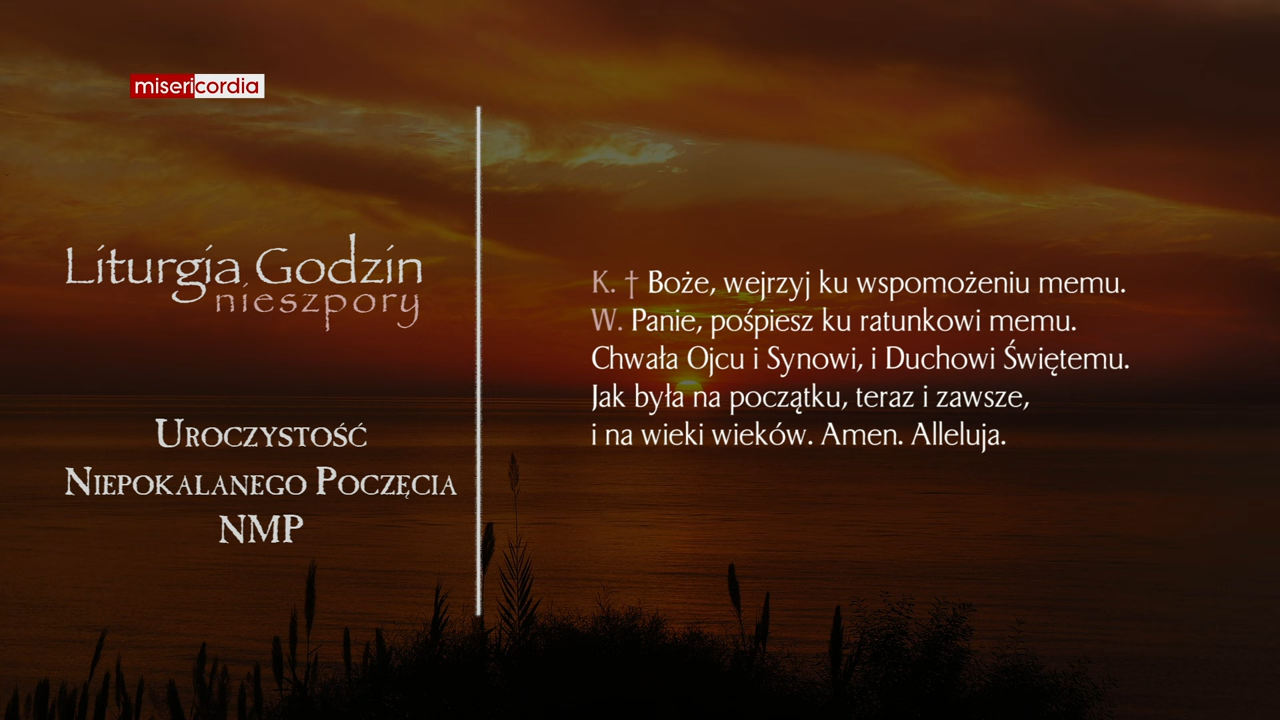 misericordia
Liturgia Godzin
nieszpory
Uroczystość
Niepokalanego Poczęcia
NMP
K. † Boże, wejrzyj ku wspomożeniu memu.
W. Panie, pośpiesz ku ratunkowi memu.
Chwała Ojcu i Synowi, i Duchowi Świętemu.
Jak była na początku, teraz i zawsze,
i na wieki wieków. Amen. Alleluja.